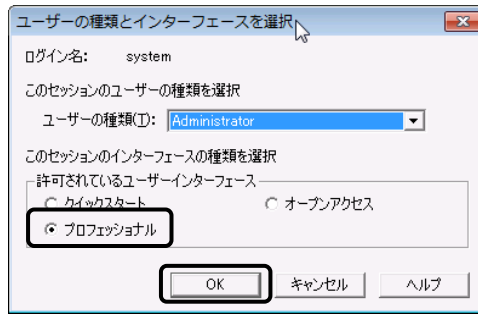 ユーザーの種類とインターフェースを選択
ログイン名: system
このセッションのユーザーの種類を選択
ユーザーの種類(T): Administrator
このセッションのインターフェースの種類を選択
許可されているユーザーインターフェース
クイックスタート オープンアクセス
プロフェッショナル
OK キャンセル ヘルプ